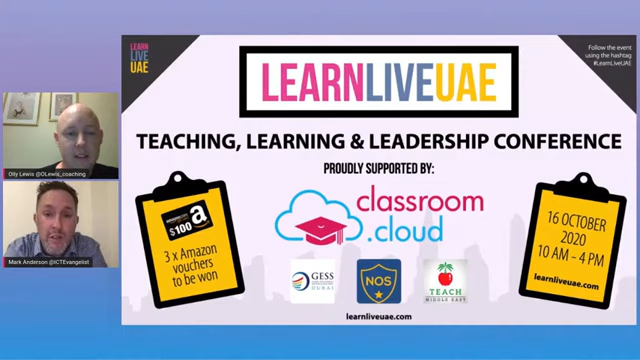 LEARN
LIVE
UAE
Follow the event
using the hashtag
#LearnLiveUAE
LEARNLIVEUAE
TEACHING, LEARNING & LEADERSHIP CONFERENCE
PROUDLY SUPPORTED BY:
classroom
.cloud
$100
3 x Amazon
vouchers
to be won
16 OCTOBER
2020
10 AM – 4 PM
learnliveuae.com
GESS
DUBAI
NOS
TEACH
MIDDLE EAST
learnliveuae.com
Olly Lewis @OLewis_coaching
Mark Anderson @ICTEvangelist